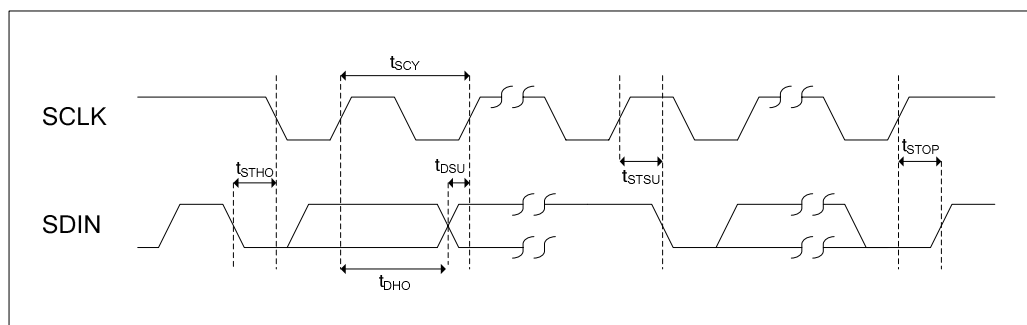 tSCY
SCLK
tSTHO
tDSU
tSTSU
tSTOP
SDIN
tDHO